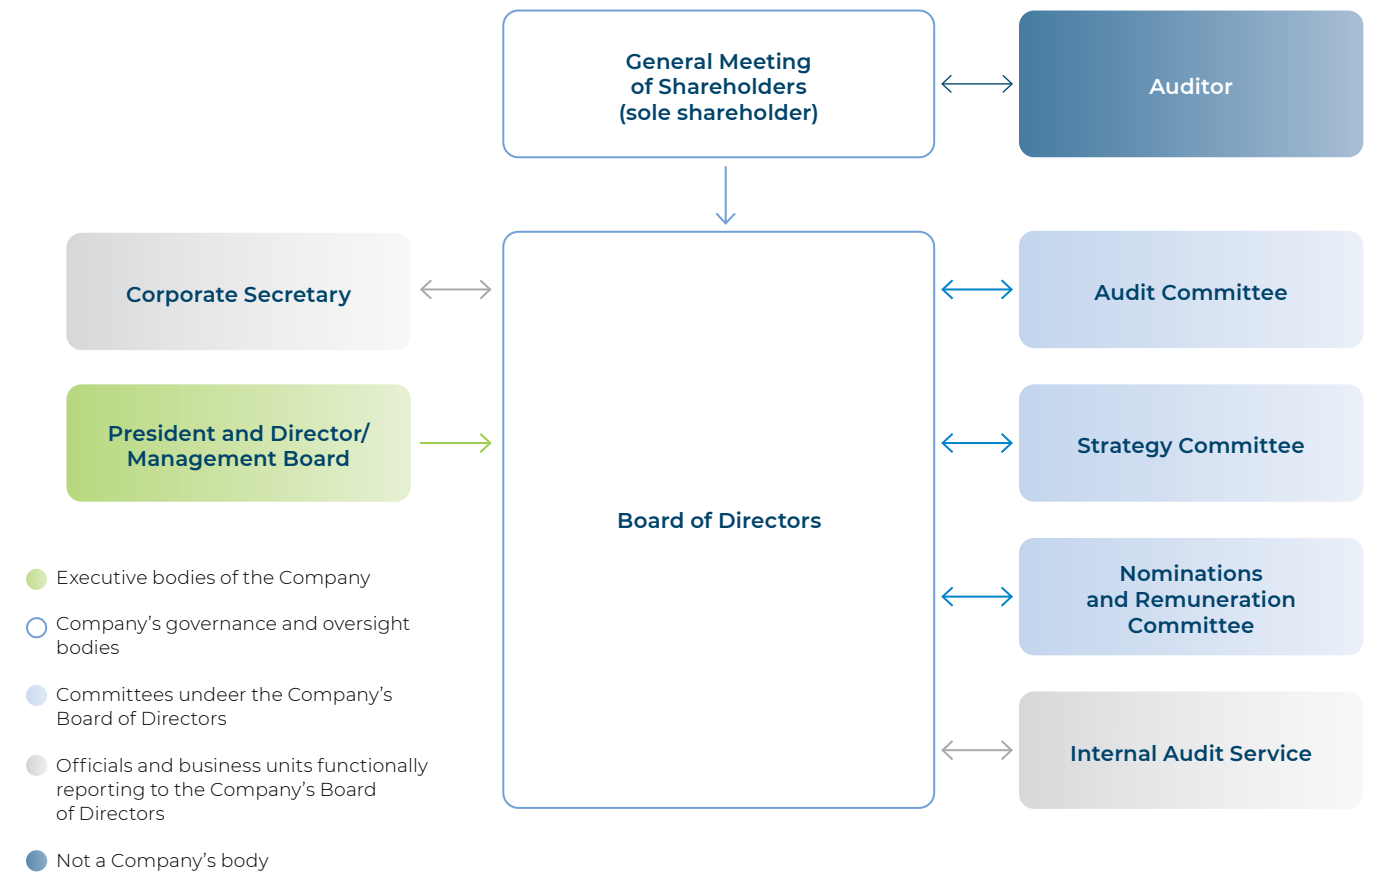 General Meeting
of Shareholders
(sole shareholder)
Auditor
Corporate Secretary
President and Director/
Management Board
Board of Directors
Audit Committee
Strategy Committee
Nominations
and Remuneration
Committee
Internal Audit Service
Executive bodies of the Company
Company’s governance and oversight
bodies
Committees undeer the Company’s
Board of Directors
Officials and business units functionally
reporting to the Company’s Board
of Directors
Not a Company’s body